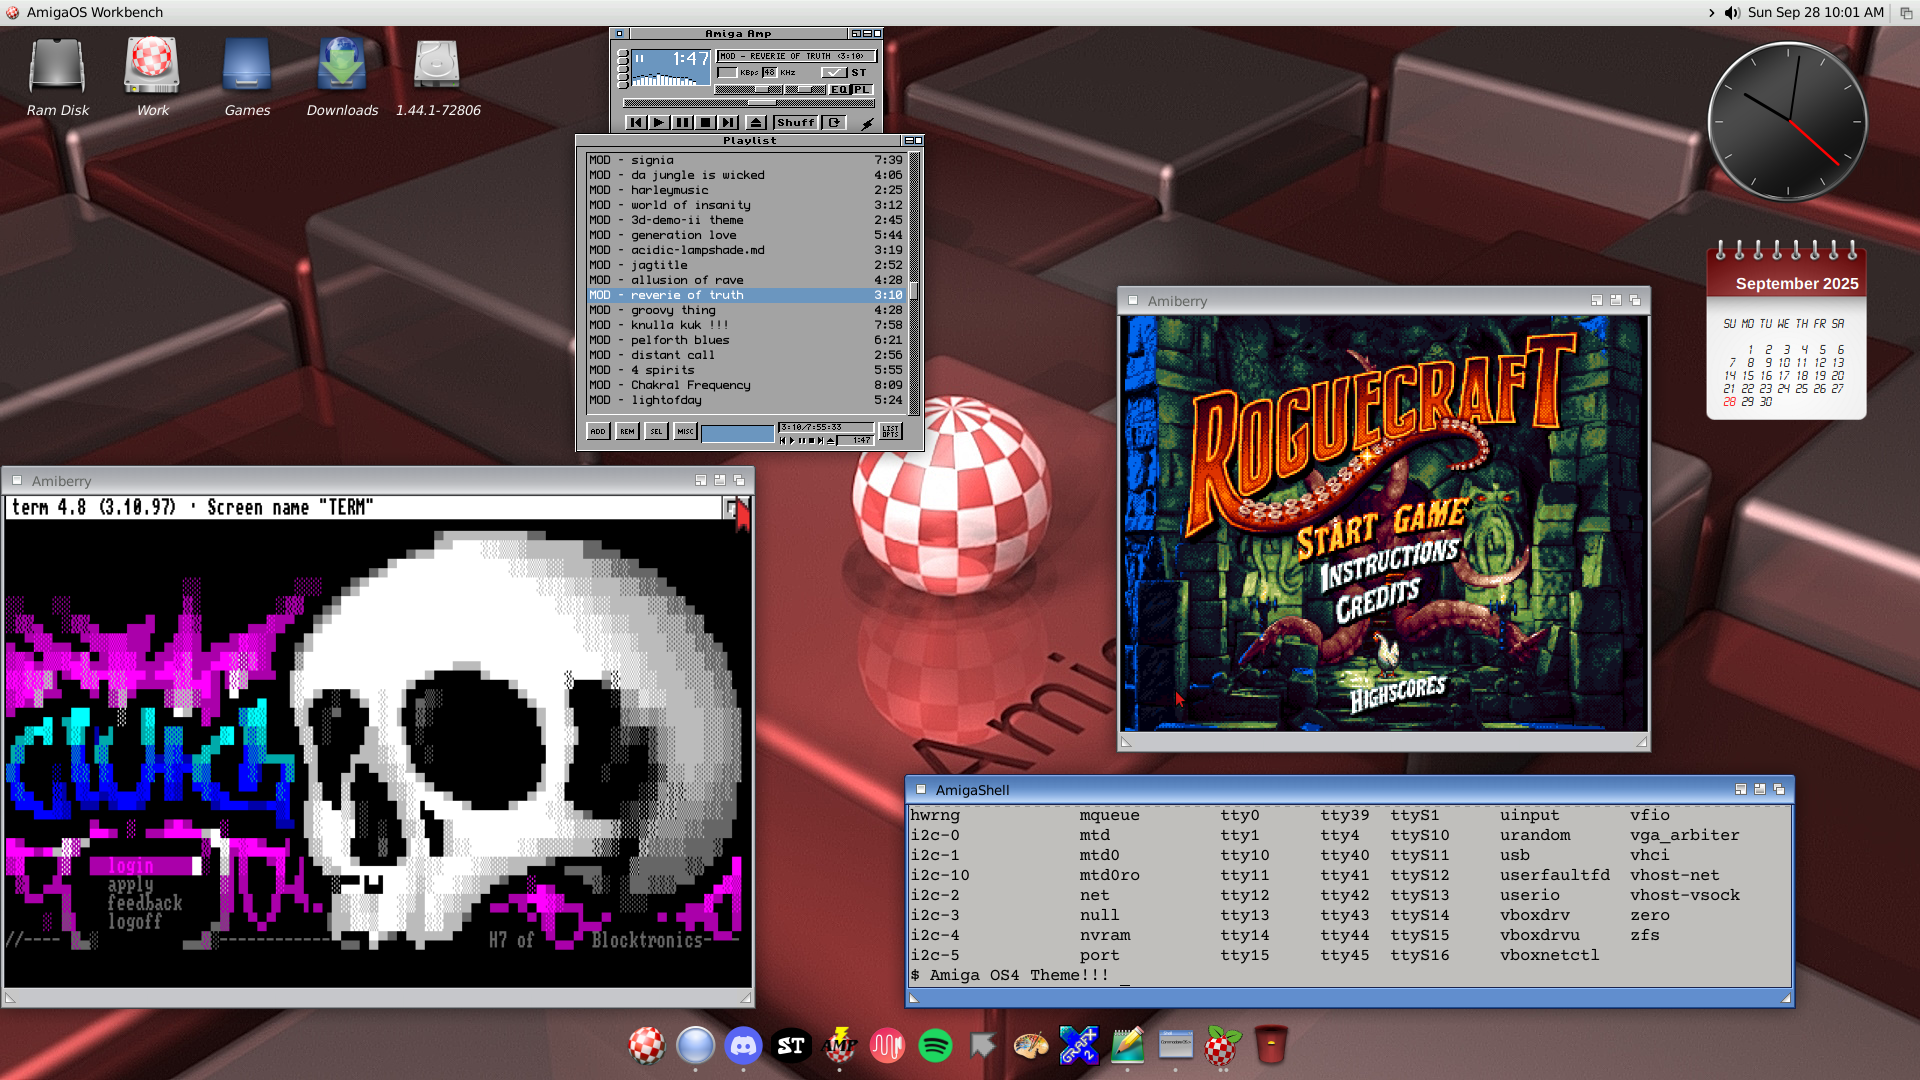 AmigaOS Workbench
Sun Sep 28 10:01 AM
Ram Disk
Work
Games
Downloads
1.44.1-72806
Amiga Amp
1:47
MOD - REVERIE OF TRUTH (3:10)
KBps 48 KHz
ST
EQ PL
Shuff
Playlist
MOD - signia 7:39
MOD - da jungle is wicked 4:06
MOD - harleymusic 2:25
MOD - world of insanity 3:12
MOD - 3d-demo-ii theme 2:45
MOD - generation love 5:44
MOD - acidic-lampshade.md 3:19
MOD - jagtitle 2:52
MOD - allusion of rave 4:28
MOD - reverie of truth 3:10
MOD - groovy thing 4:28
MOD - knulla kuk !!! 7:58
MOD - pelforth blues 6:21
MOD - distant call 2:56
MOD - 4 spirits 5:55
MOD - Chakral Frequency 8:09
MOD - lightofday 5:24
ADD REM SEL MISC
3:10/7:55:33
1:47
LIST OPTS
September 2025
SU MO TU WE TH FR SA
1 2 3 4 5 6
7 8 9 10 11 12 13
14 15 16 17 18 19 20
21 22 23 24 25 26 27
28 29 30
Amiberry
ROGUECRAFT
START GAME
INSTRUCTIONS
CREDITS
HIGHSCORES
Amiberry
term 4.8 (3.10.97) · Screen name "TERM"
login
apply
feedback
logoff
H7 of Blocktronics
Amig
AmigaShell
hwrng mqueue tty0 tty39 ttyS1 uinput vfio
i2c-0 mtd tty1 tty4 ttyS10 urandom vga_arbiter
i2c-1 mtd0 tty10 tty40 ttyS11 usb vhci
i2c-10 mtd0ro tty11 tty41 ttyS12 userfaultfd vhost-net
i2c-2 net tty12 tty42 ttyS13 userio vhost-vsock
i2c-3 null tty13 tty43 ttyS14 vboxdrv zero
i2c-4 nvram tty14 tty44 ttyS15 vboxdrvu zfs
i2c-5 port tty15 tty45 ttyS16 vboxnetctl
$ Amiga OS4 Theme!!! _
ST
AMP
GRAFX2